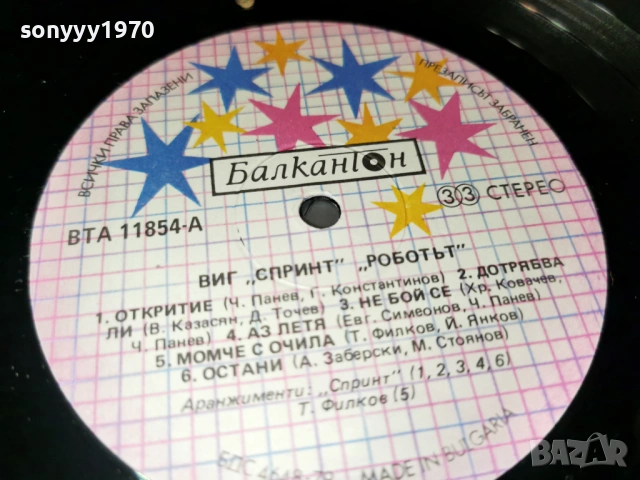 sonyyy1970
ВСИЧКИ ПРАВА ЗАПАЗЕНИ
ПРЕЗАПИСЪТ ЗАБРАНЕН
Балкантон
ВТА 11854-А
33 СТЕРЕО
ВИГ „СПРИНТ" „РОБОТЪТ"
1. ОТКРИТИЕ (Ч. Панев, Г. Константинов) 2. ДОТРЯБВА
ЛИ (В. Казасян, Д. Точев) 3. НЕ БОЙ СЕ (Хр. Ковачев,
Ч. Панев) 4. АЗ ЛЕТЯ (Евг. Симеонов, Ч. Панев)
5. МОМЧЕ С ОЧИЛА (Т. Филков, Й. Янков)
6. ОСТАНИ (А. Заберски, М. Стоянов)
Аранжименти: „Спринт" (1, 2, 3, 4, 6)
Т. Филков (5)
БДС 4648-79 MADE IN BULGARIA
BAZAR